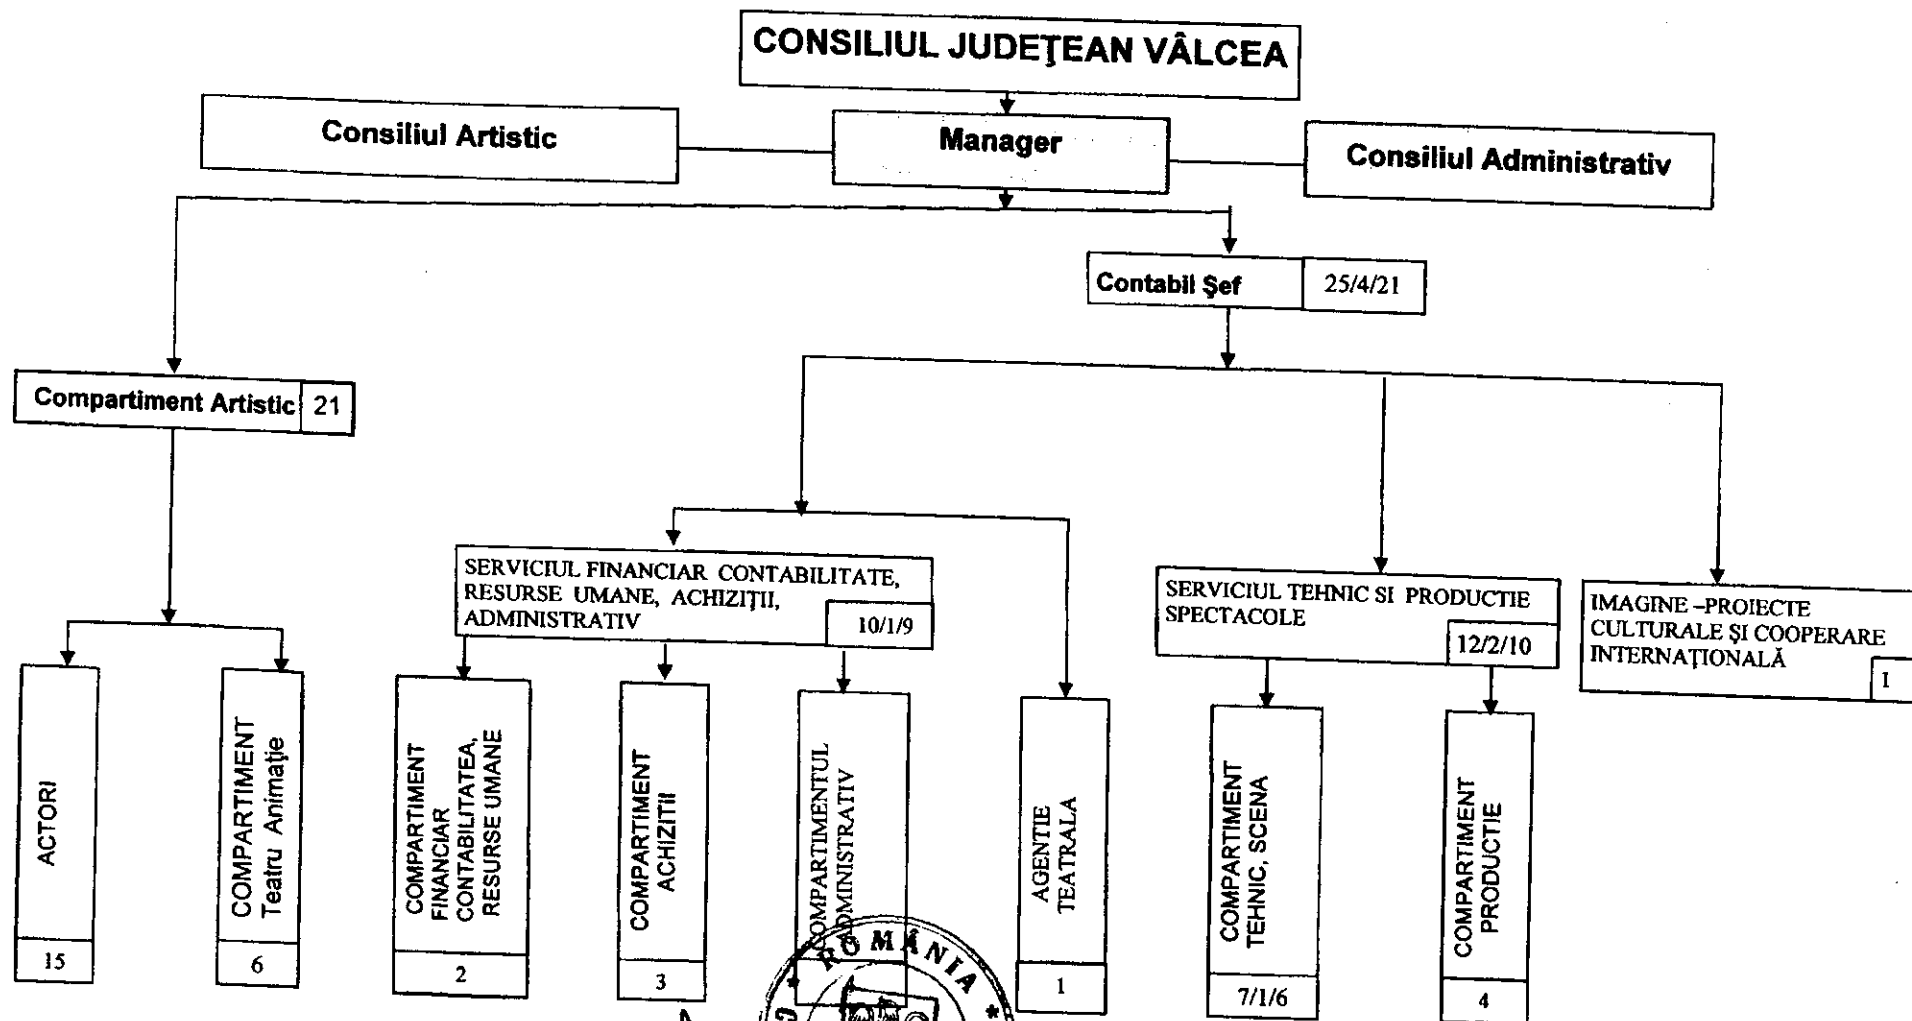 CONSILIUL JUDEŢEAN VÂLCEA
Consiliul Artistic
Manager
Consiliul Administrativ
Contabil Şef
25/4/21
Compartiment Artistic
21
SERVICIUL FINANCIAR CONTABILITATE,
RESURSE UMANE, ACHIZIŢII,
ADMINISTRATIV
10/1/9
SERVICIUL TEHNIC SI PRODUCTIE
SPECTACOLE
12/2/10
IMAGINE –PROIECTE
CULTURALE ŞI COOPERARE
INTERNAŢIONALĂ
1
ACTORI
15
COMPARTIMENT
Teatru Animaţie
6
COMPARTIMENT
FINANCIAR
CONTABILITATEA,
RESURSE UMANE
2
COMPARTIMENT
ACHIZITII
3
COMPARTIMENTUL
ADMINISTRATIV
AGENTIE
TEATRALA
1
COMPARTIMENT
TEHNIC, SCENA
7/1/6
COMPARTIMENT
PRODUCTIE
4
* ROMÂNIA *